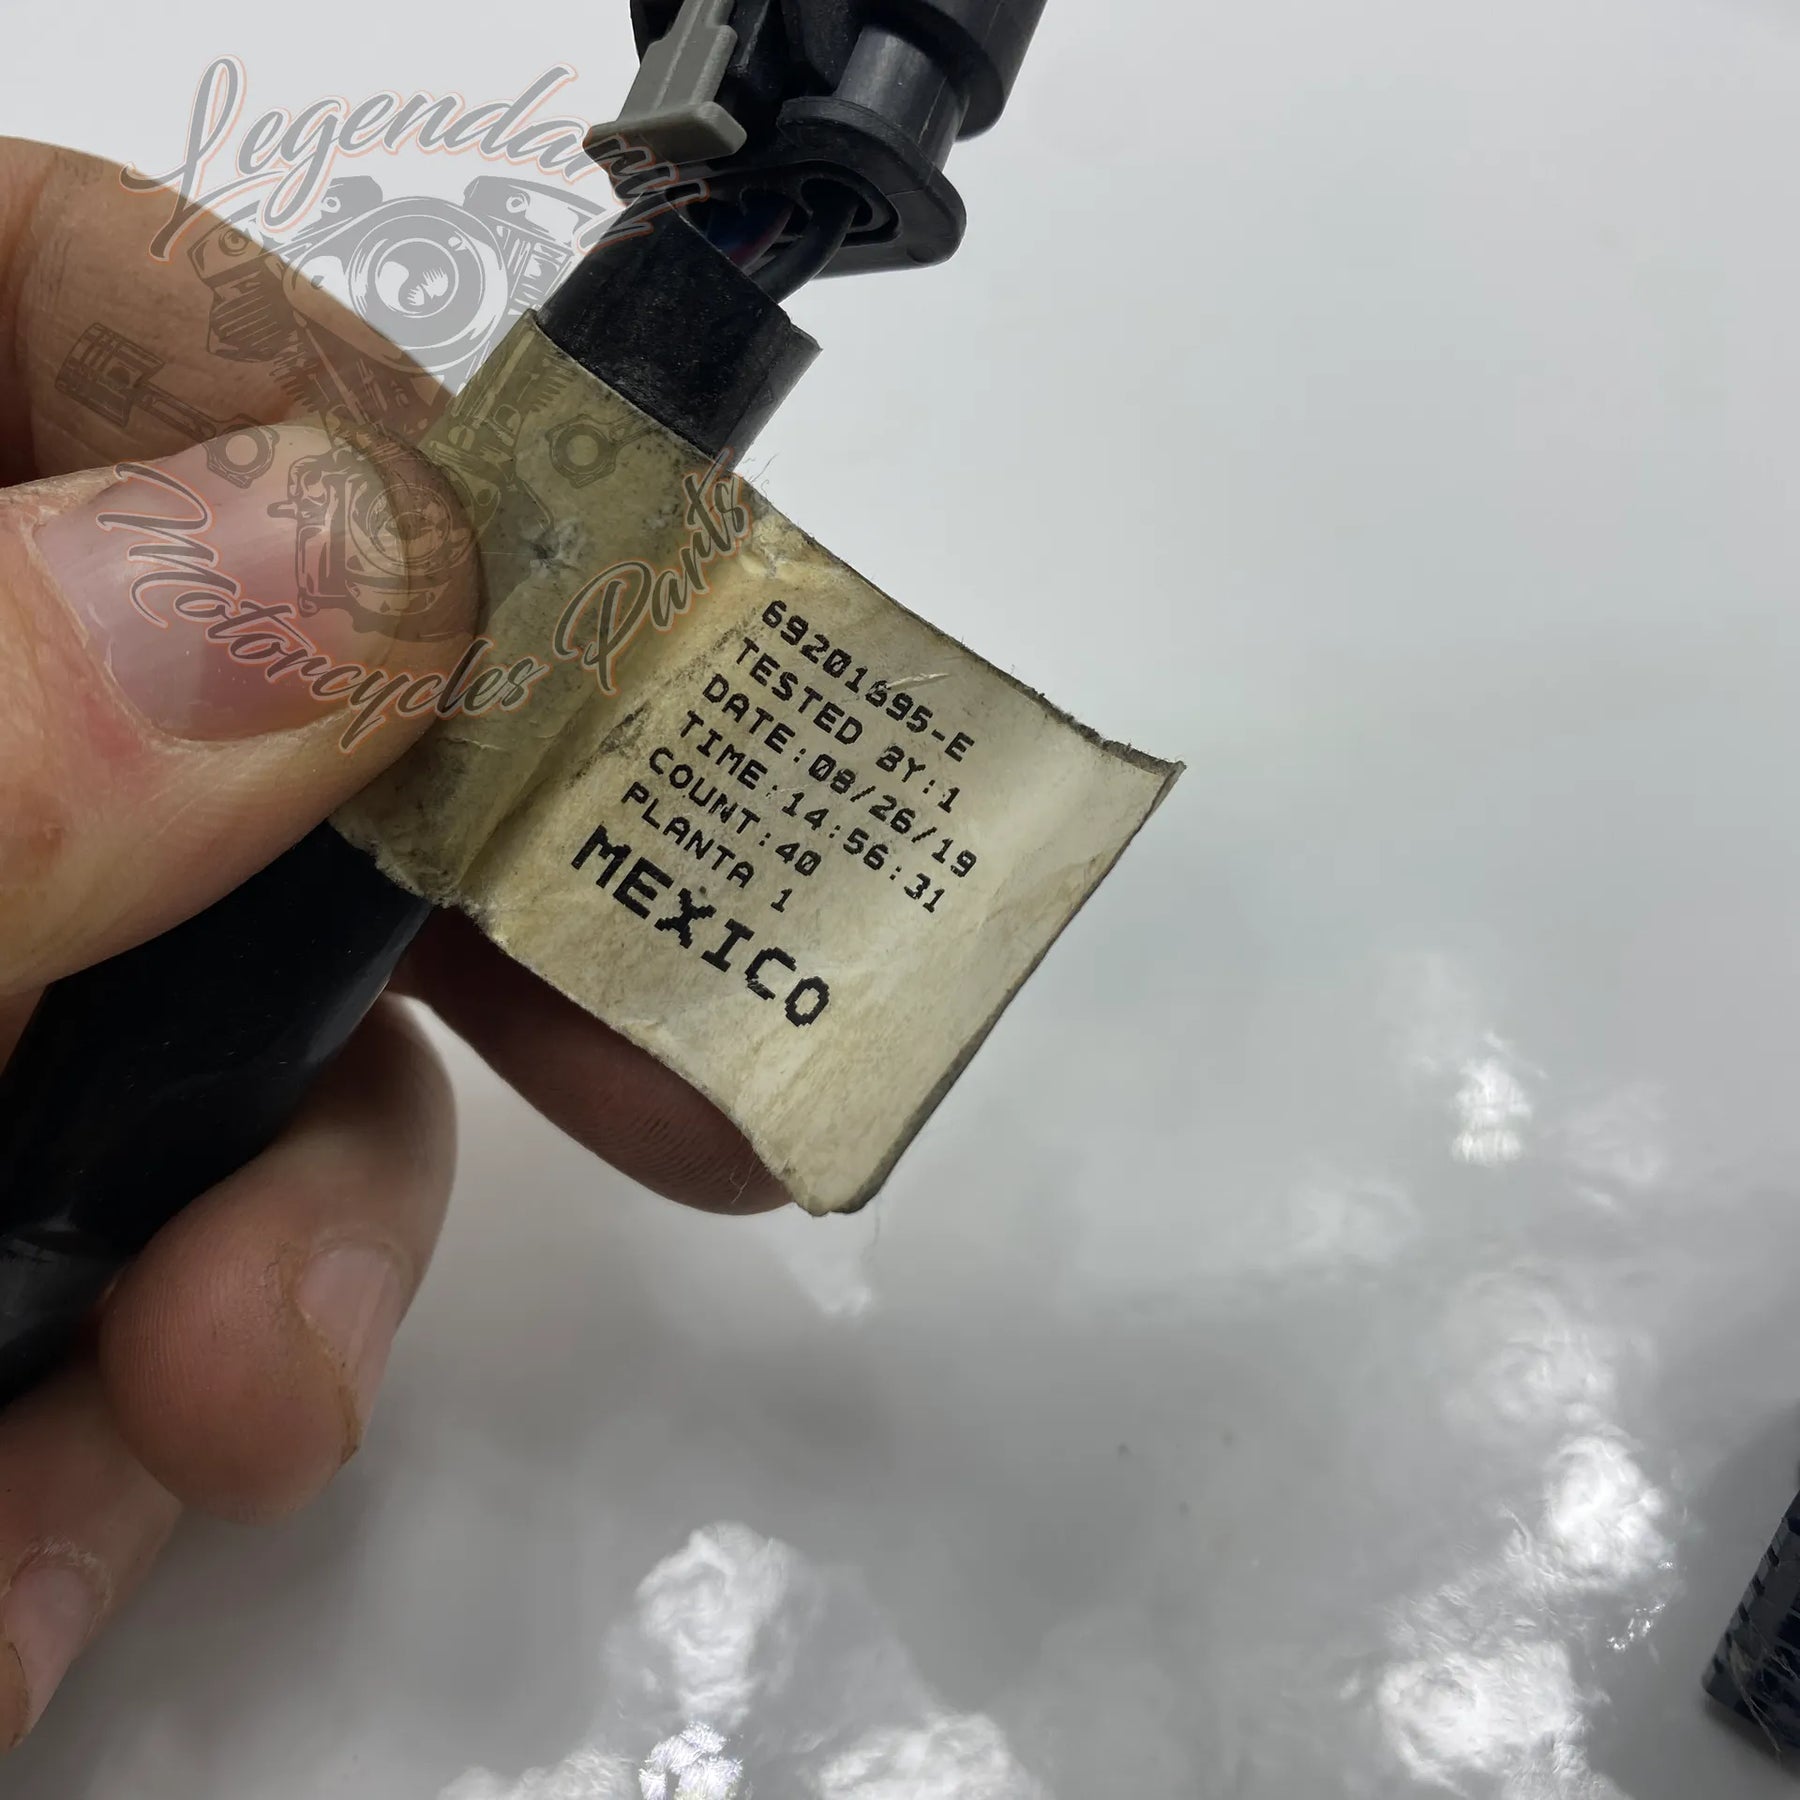 Legendary
Motorcycles Parts
69201695-E
TESTED BY:1
DATE:08/26/19
TIME:14:56:31
COUNT:40
PLANTA 1
MEXICO